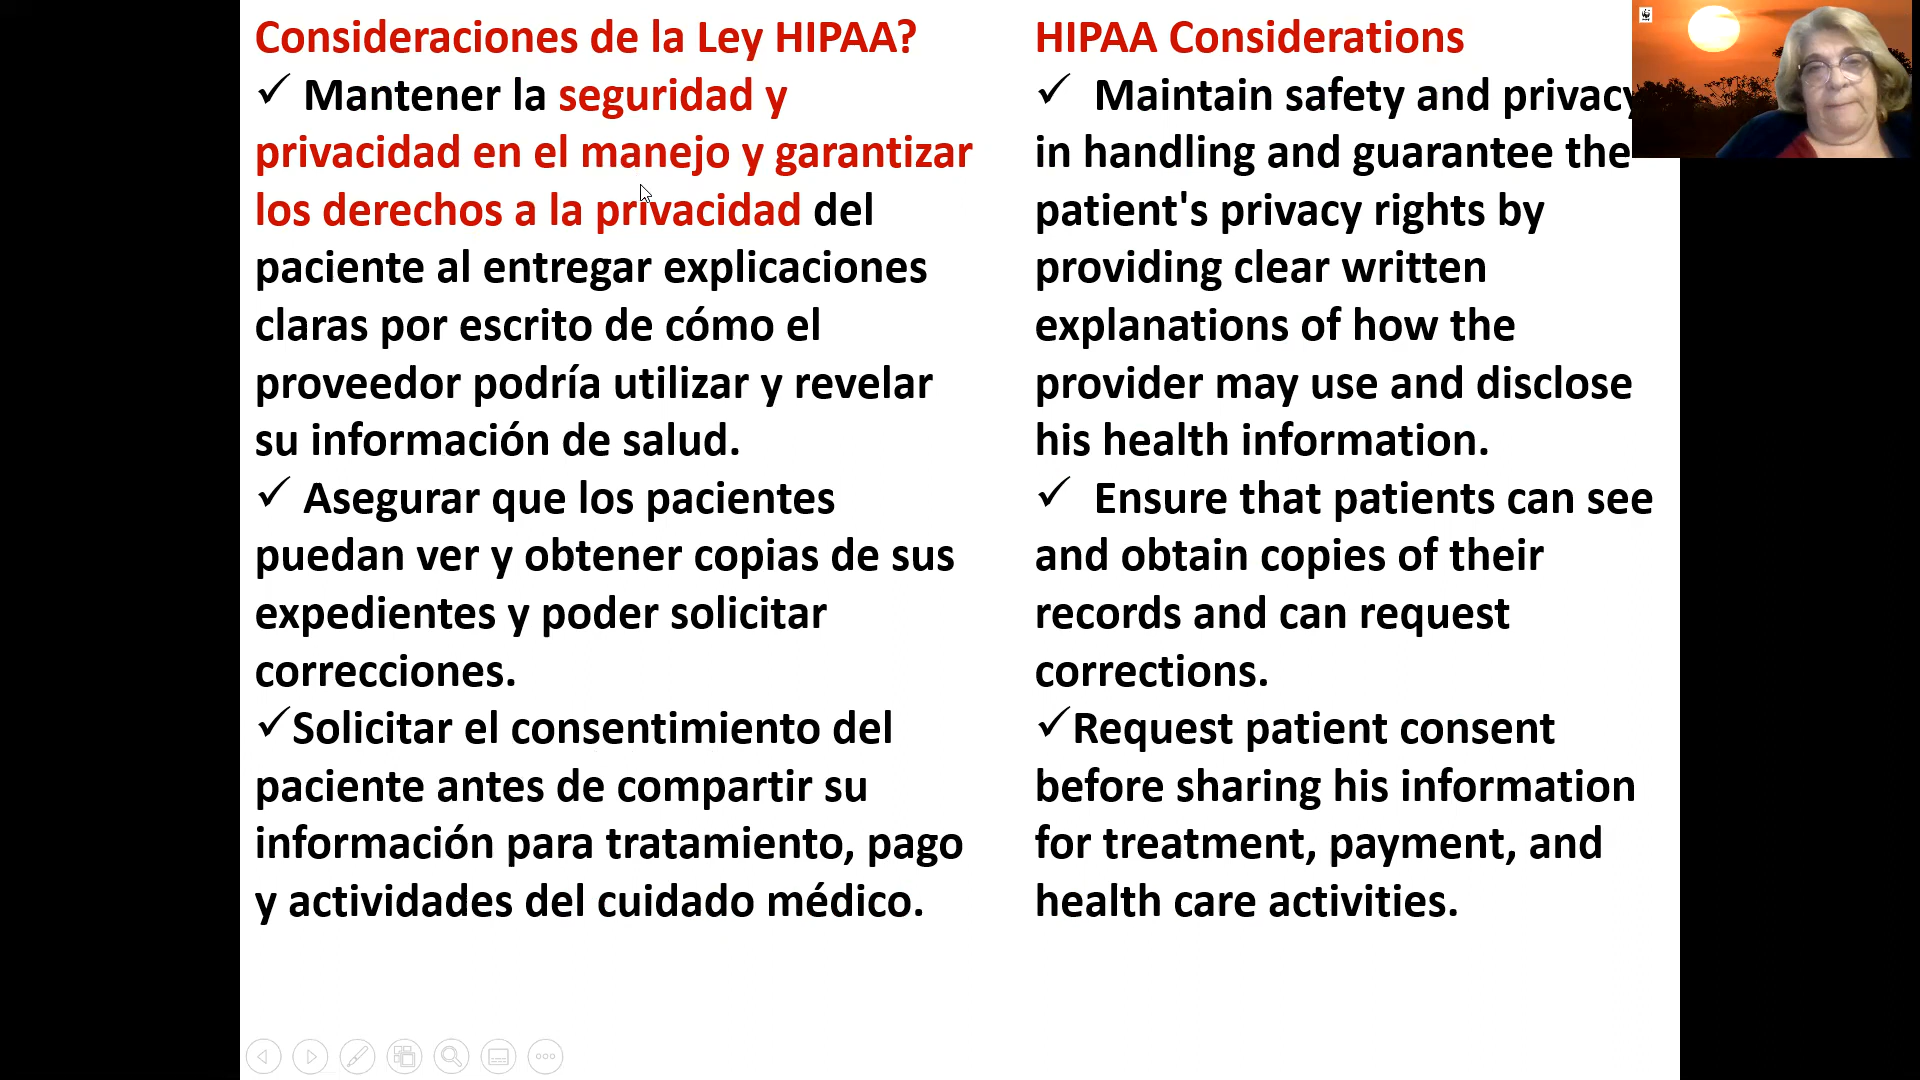 Consideraciones de la Ley HIPAA?
✓ Mantener la seguridad y
privacidad en el manejo y garantizar
los derechos a la privacidad del
paciente al entregar explicaciones
claras por escrito de cómo el
proveedor podría utilizar y revelar
su información de salud.
✓ Asegurar que los pacientes
puedan ver y obtener copias de sus
expedientes y poder solicitar
correcciones.
✓Solicitar el consentimiento del
paciente antes de compartir su
información para tratamiento, pago
y actividades del cuidado médico.
HIPAA Considerations
✓ Maintain safety and privacy
in handling and guarantee the
patient's privacy rights by
providing clear written
explanations of how the
provider may use and disclose
his health information.
✓ Ensure that patients can see
and obtain copies of their
records and can request
corrections.
✓Request patient consent
before sharing his information
for treatment, payment, and
health care activities.